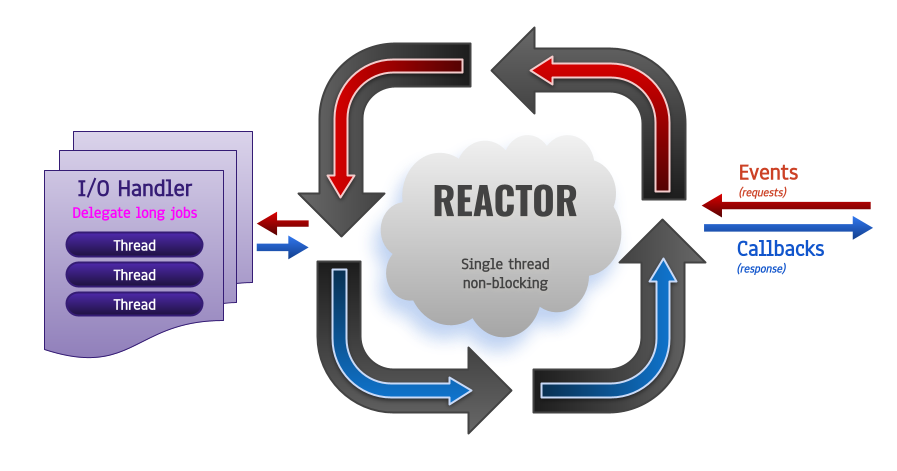 I/O Handler
Delegate long jobs
Thread
Thread
Thread
REACTOR
Single thread
non-blocking
Events
(requests)
Callbacks
(response)